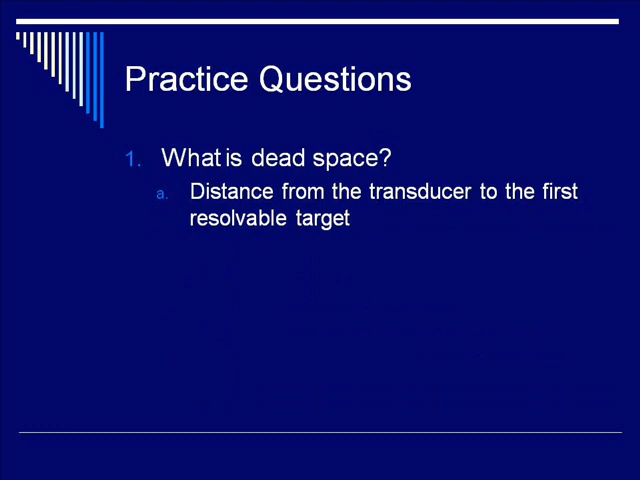 Practice Questions
1. What is dead space?
a. Distance from the transducer to the first
resolvable target